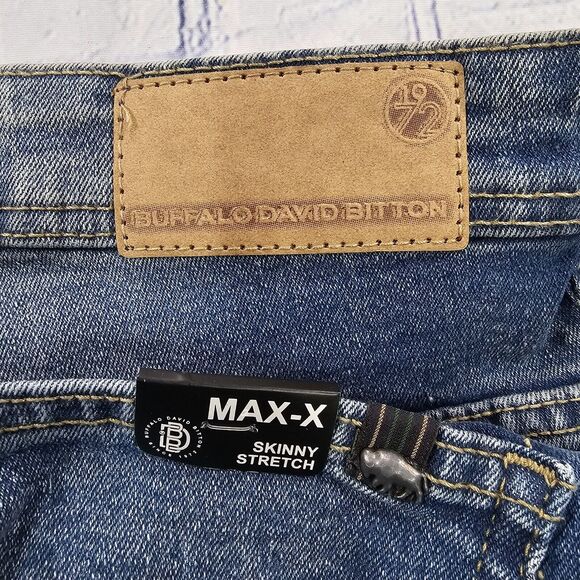 1972
BUFFALO DAVID BITTON
MAX-X
SKINNY
STRETCH
BUFFALO DAVID BITTON